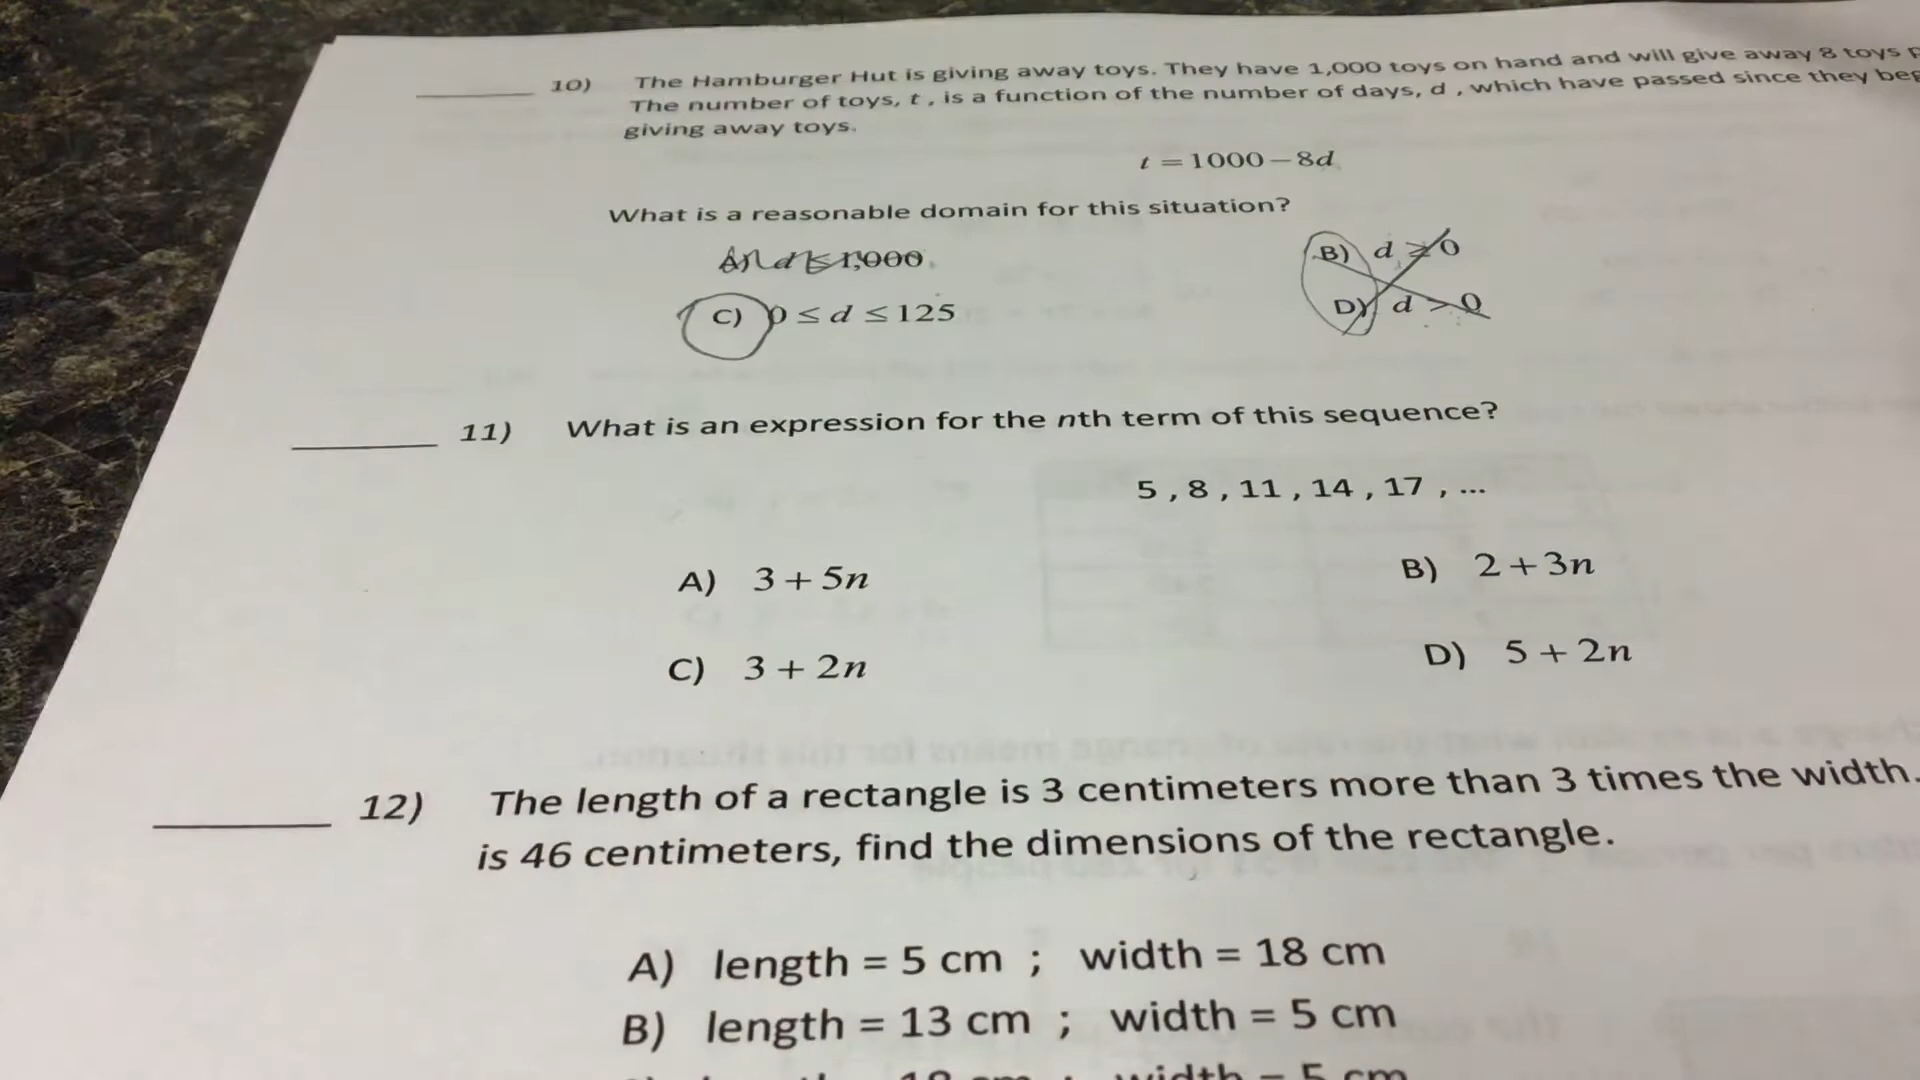 10) The Hamburger Hut is giving away toys. They have 1,000 toys on hand and will give away 8 toys
The number of toys, t , is a function of the number of days, d , which have passed since they
giving away toys.
t = 1000 – 8d
What is a reasonable domain for this situation?
A) d ≤ 1,000 B) d ≥ 0
C) 0 ≤ d ≤ 125 D) d > 0
11) What is an expression for the nth term of this sequence?
5 , 8 , 11 , 14 , 17 , ...
A) 3 + 5n B) 2 + 3n
C) 3 + 2n D) 5 + 2n
12) The length of a rectangle is 3 centimeters more than 3 times the width.
is 46 centimeters, find the dimensions of the rectangle.
A) length = 5 cm ; width = 18 cm
B) length = 13 cm ; width = 5 cm
width = 5 cm